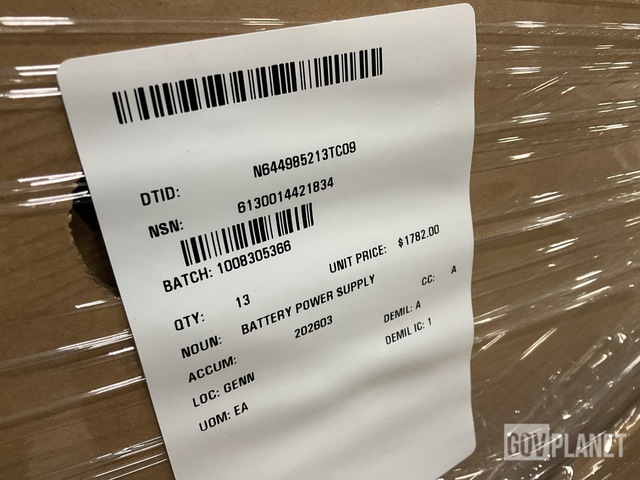 DTID: N644985213TC09
NSN: 6130014421834
BATCH: 1008305366
QTY: 13 UNIT PRICE: $1782.00
NOUN: BATTERY POWER SUPPLY CC: A
ACCUM: 202603 DEMIL: A
LOC: GENN DEMIL IC: 1
UOM: EA
GOVPLANET